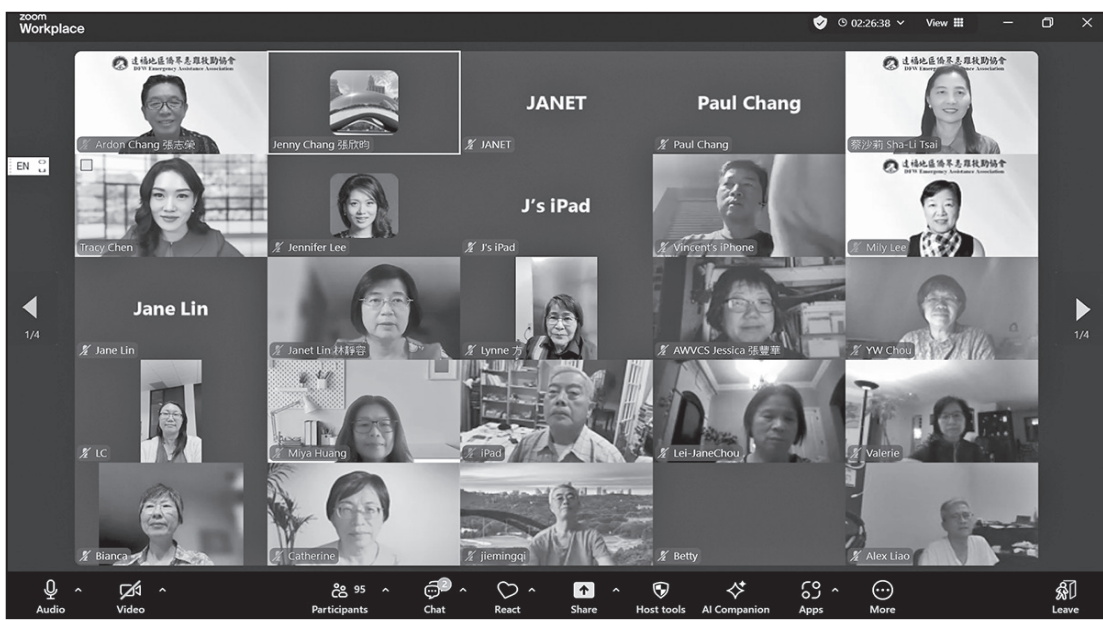 zoom
Workplace
02:26:38
View
達福地區僑界急難救助協會
DFW Emergency Assistance Association
Ardon Chang 張志榮
Jenny Chang 張欣昀
JANET
JANET
Paul Chang
Paul Chang
達福地區僑界急難救助協會
DFW Emergency Assistance Association
蔡沙莉 Sha-Li Tsai
EN
Tracy Chen
Jennifer Lee
J's iPad
J's iPad
Vincent's iPhone
達福地區僑界急難救助協會
DFW Emergency Assistance Association
Mily Lee
1/4
Jane Lin
Jane Lin
Janet Lin 林靜容
Lynne 方
AWVCS Jessica 張豐華
YW Chou
1/4
LC
Miya Huang
iPad
Lei-JaneChou
Valerie
Bianca
Catherine
jiemingqi
Betty
Alex Liao
Audio
Video
95
Participants
2
Chat
React
Share
Host tools
AI Companion
Apps
More
Leave